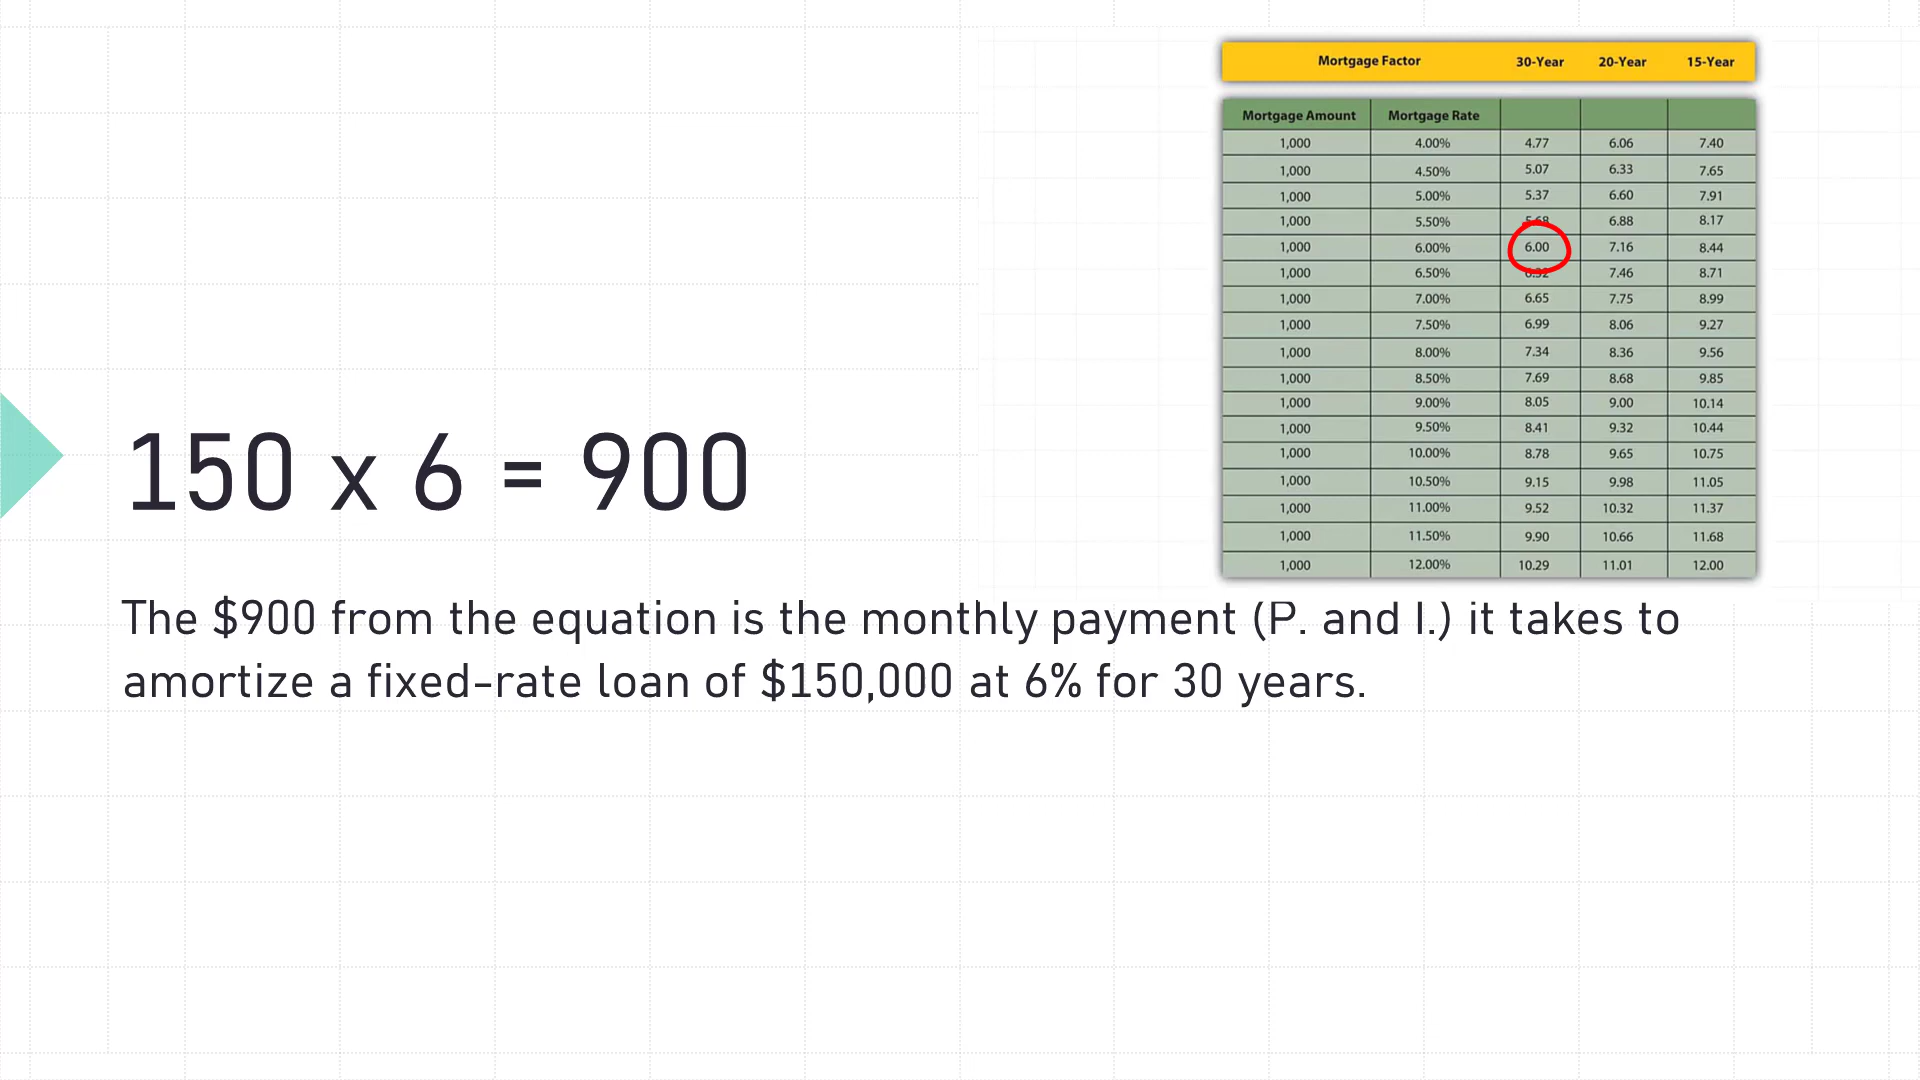 Mortgage Factor 30-Year 20-Year 15-Year
Mortgage Amount Mortgage Rate
1,000 4.00% 4.77 6.06 7.40
1,000 4.50% 5.07 6.33 7.65
1,000 5.00% 5.37 6.60 7.91
1,000 5.50% 5.68 6.88 8.17
1,000 6.00% 6.00 7.16 8.44
1,000 6.50% 6.32 7.46 8.71
1,000 7.00% 6.65 7.75 8.99
1,000 7.50% 6.99 8.06 9.27
1,000 8.00% 7.34 8.36 9.56
1,000 8.50% 7.69 8.68 9.85
1,000 9.00% 8.05 9.00 10.14
1,000 9.50% 8.41 9.32 10.44
1,000 10.00% 8.78 9.65 10.75
1,000 10.50% 9.15 9.98 11.05
1,000 11.00% 9.52 10.32 11.37
1,000 11.50% 9.90 10.66 11.68
1,000 12.00% 10.29 11.01 12.00
150 x 6 = 900
The $900 from the equation is the monthly payment (P. and I.) it takes to
amortize a fixed-rate loan of $150,000 at 6% for 30 years.